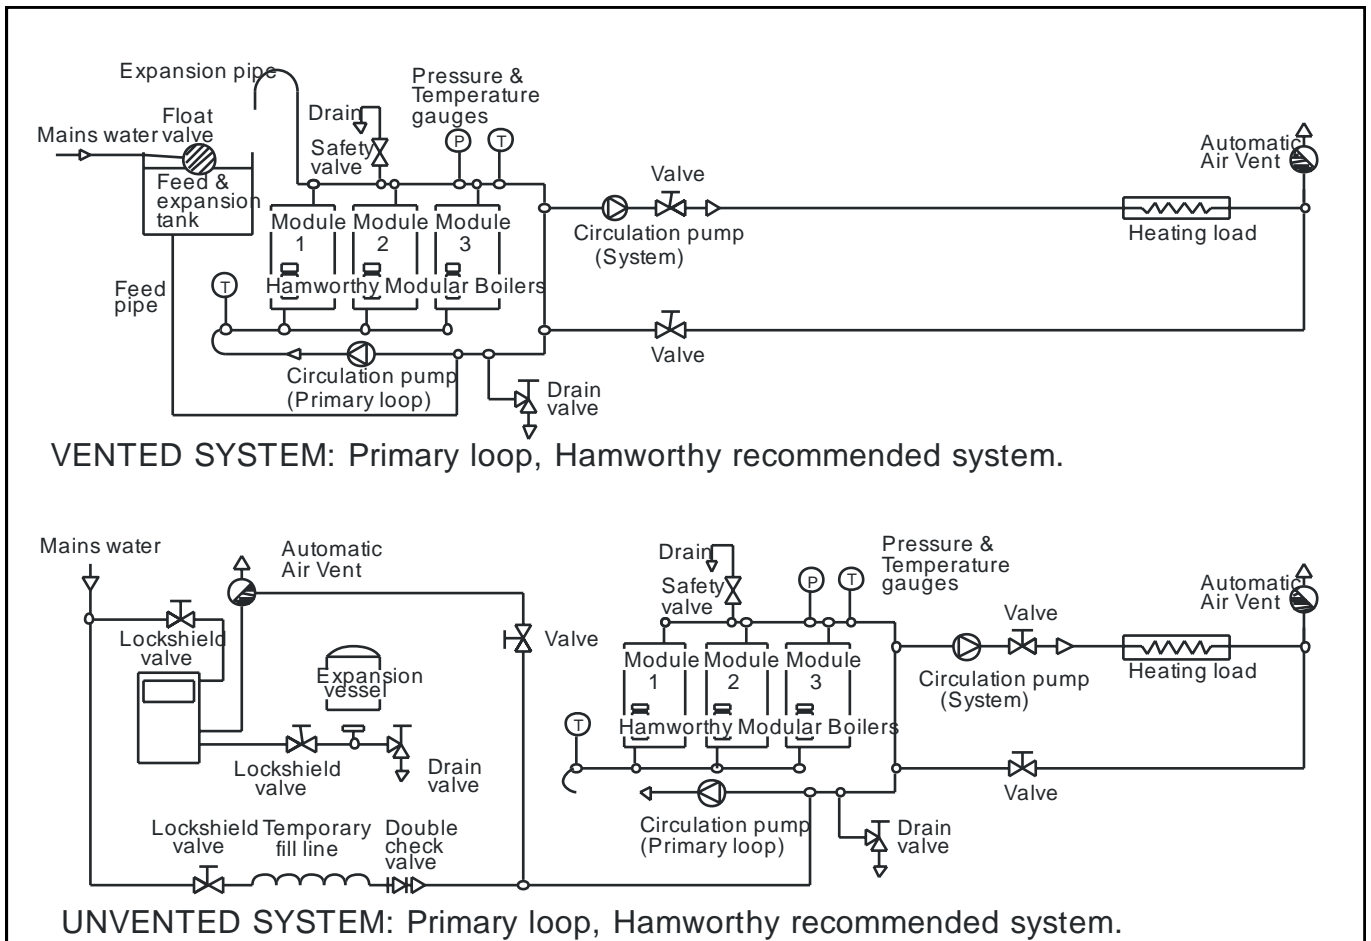 Expansion pipe
Pressure &
Temperature
gauges
Drain
Float
valve
Mains water
Safety
valve
P
T
Automatic
Air Vent
Valve
Feed &
expansion
tank
Module
1
Module
2
Module
3
Circulation pump
(System)
Heating load
Feed
pipe
T
Hamworthy Modular Boilers
Valve
Circulation pump
(Primary loop)
Drain
valve
VENTED SYSTEM: Primary loop, Hamworthy recommended system.
Mains water
Automatic
Air Vent
Drain
Pressure &
Temperature
gauges
Safety
valve
P
T
Automatic
Air Vent
Valve
Lockshield
valve
Valve
Expansion
vessel
Module
1
Module
2
Module
3
Circulation pump
(System)
Heating load
T
Hamworthy Modular Boilers
Lockshield
valve
Drain
valve
Valve
Lockshield
valve
Temporary
fill line
Double
check
valve
Circulation pump
(Primary loop)
Drain
valve
UNVENTED SYSTEM: Primary loop, Hamworthy recommended system.